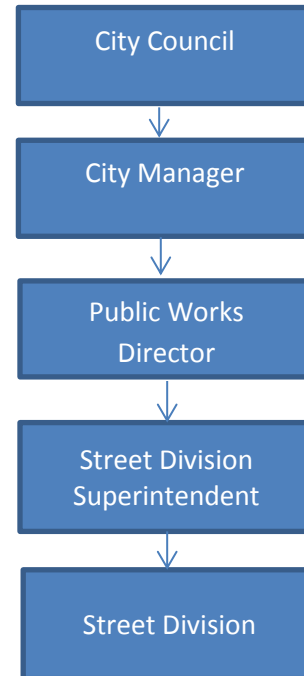 City Council
City Manager
Public Works
Director
Street Division
Superintendent
Street Division